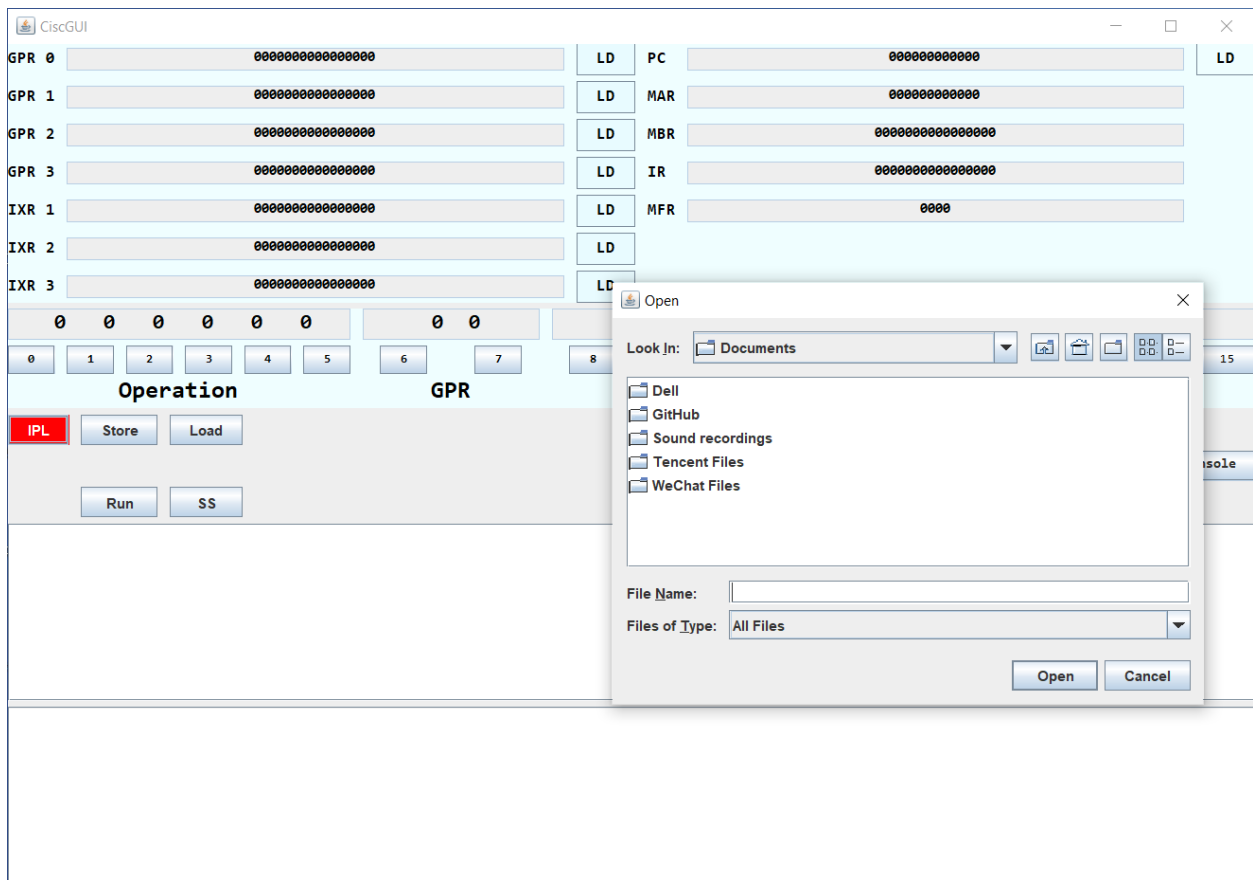 CiscGUI
GPR 0 0000000000000000 LD PC 000000000000 LD
GPR 1 0000000000000000 LD MAR 000000000000
GPR 2 0000000000000000 LD MBR 0000000000000000
GPR 3 0000000000000000 LD IR 0000000000000000
IXR 1 0000000000000000 LD MFR 0000
IXR 2 0000000000000000 LD
IXR 3 0000000000000000 LD
0 0 0 0 0 0 0 0
0 1 2 3 4 5 6 7 8 15
Operation GPR
IPL Store Load
Run SS
Open
Look In: Documents
Dell
GitHub
Sound recordings
Tencent Files
WeChat Files
File Name:
Files of Type: All Files
Open Cancel